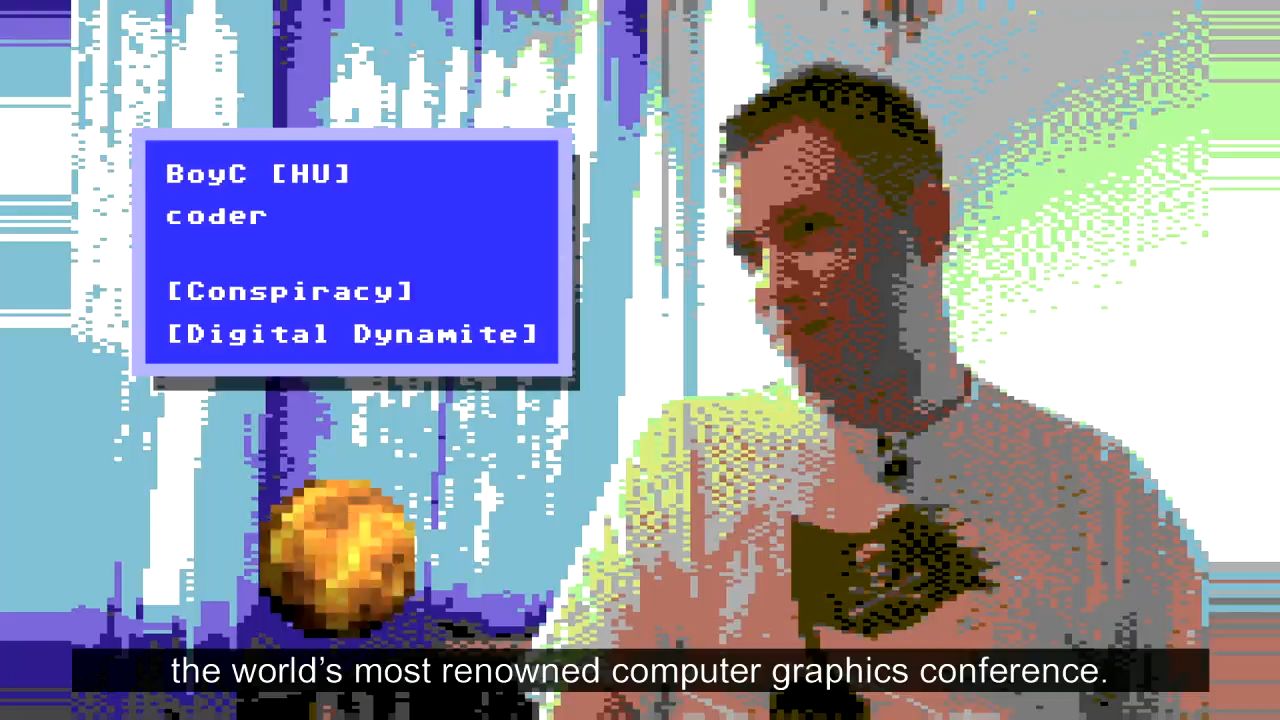 BoyC [HU]
coder
[Conspiracy]
[Digital Dynamite]
the world’s most renowned computer graphics conference.